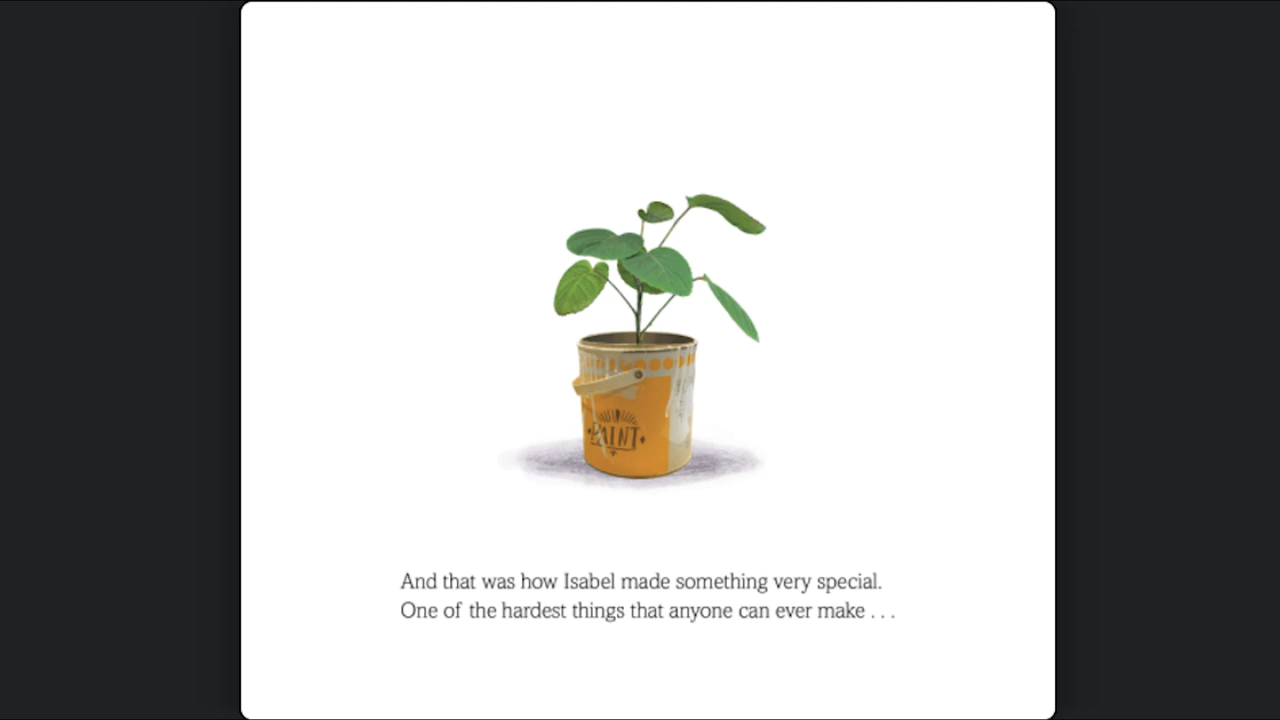 PAINT
And that was how Isabel made something very special.
One of the hardest things that anyone can ever make . . .